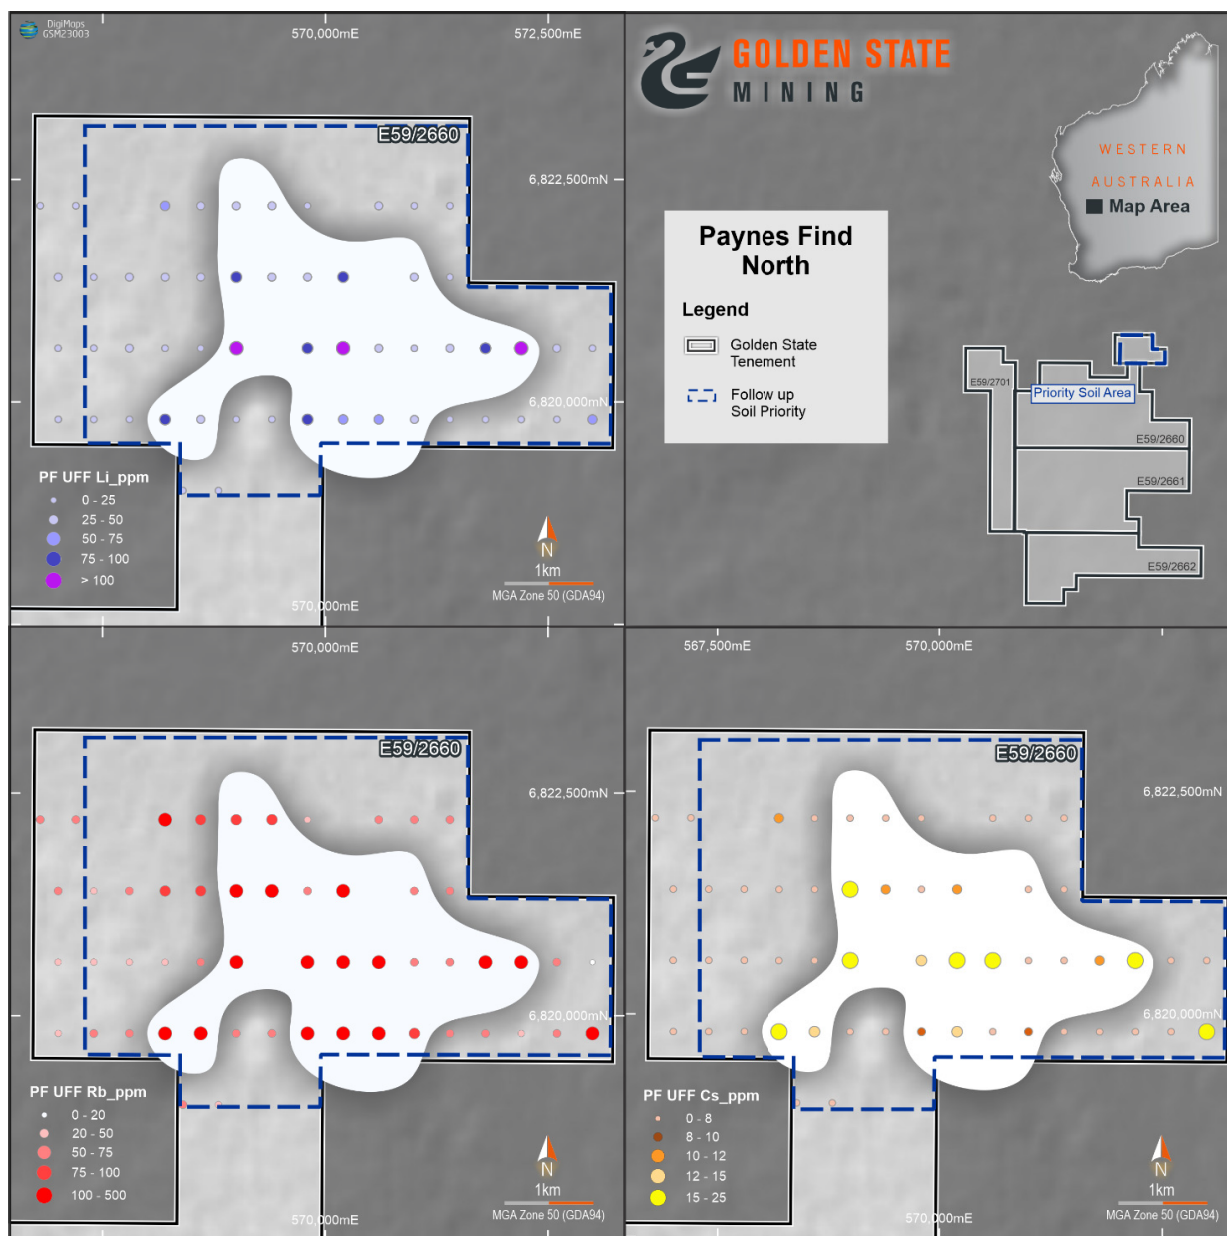 DigiMops
GSM23003
570,000mE
572,500mE
E59/2660
6,822,500mN
6,820,000mN
PF UFF Li_ppm
0 - 25
25 - 50
50 - 75
75 - 100
> 100
N
1km
MGA Zone 50 (GDA94)
570,000mE
GOLDEN STATE
MINING
WESTERN
AUSTRALIA
Map Area
Paynes Find
North
Legend
Golden State
Tenement
Follow up
Soil Priority
E59/2701
Priority Soil Area
E59/2660
E59/2661
E59/2662
570,000mE
E59/2660
6,822,500mN
6,820,000mN
PF UFF Rb_ppm
0 - 20
20 - 50
50 - 75
75 - 100
100 - 500
N
1km
MGA Zone 50 (GDA94)
570,000mE
567,500mE
570,000mE
E59/2660
6,822,500mN
6,820,000mN
PF UFF Cs_ppm
0 - 8
8 - 10
10 - 12
12 - 15
15 - 25
N
1km
MGA Zone 50 (GDA94)
570,000mE